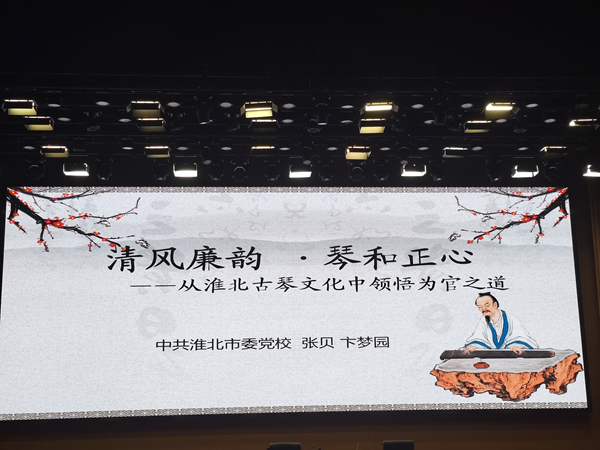 清风廉韵 · 琴和正心
——从淮北古琴文化中领悟为官之道
中共淮北市委党校 张贝 卞梦园